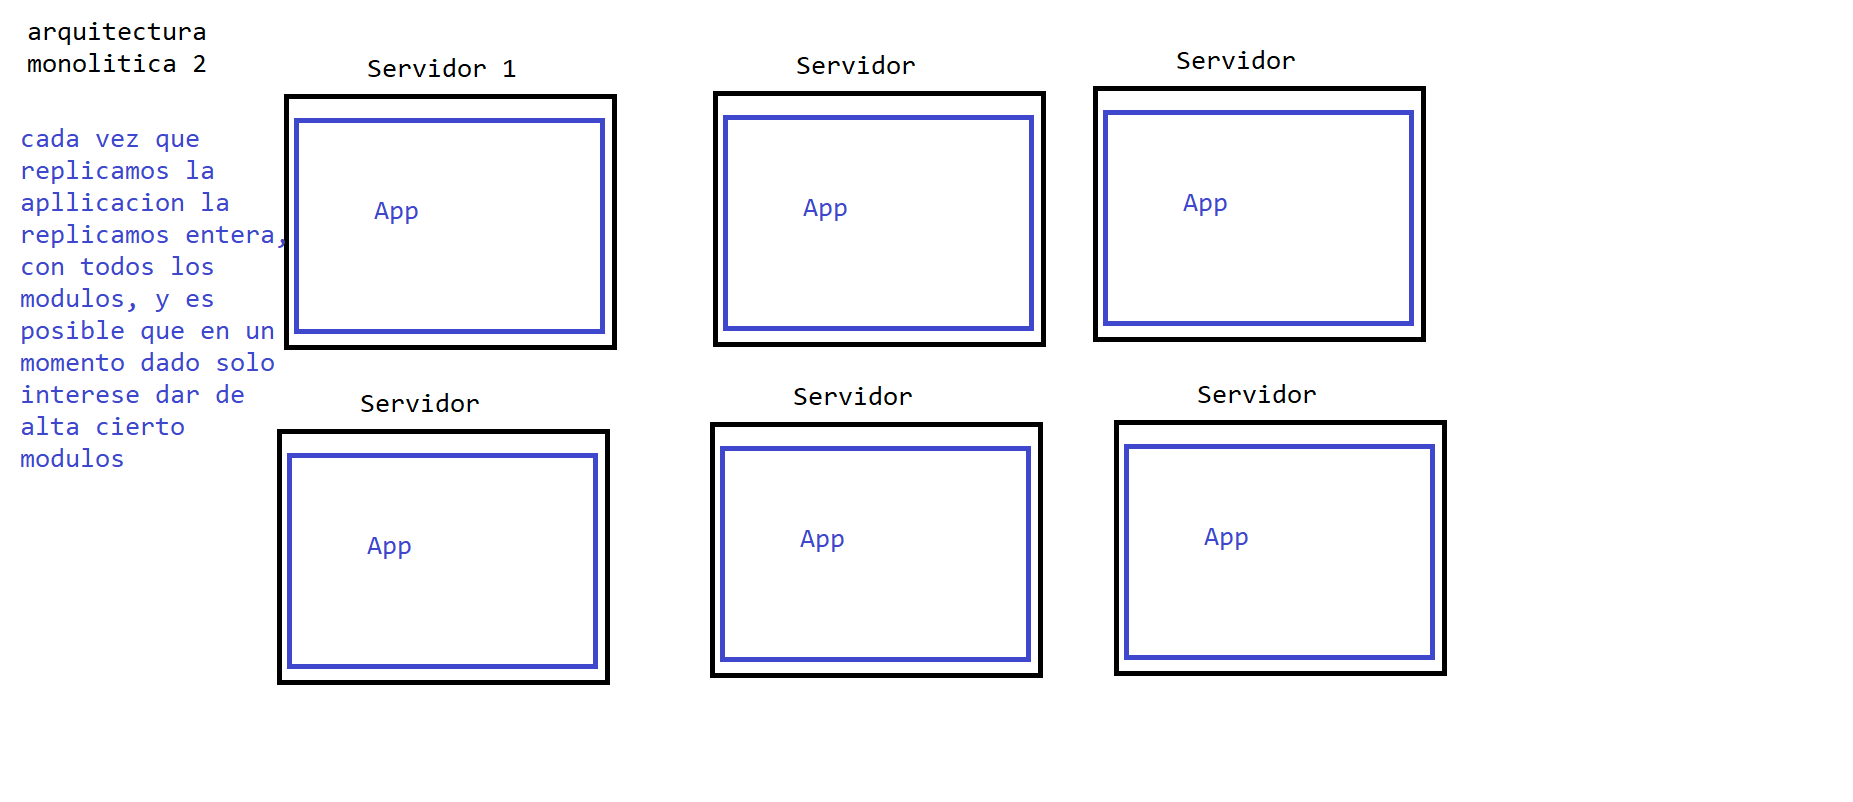 arquitectura
monolitica 2
cada vez que
replicamos la
apllicacion la
replicamos entera,
con todos los
modulos, y es
posible que en un
momento dado solo
interese dar de
alta cierto
modulos
Servidor 1
App
Servidor
App
Servidor
App
Servidor
App
Servidor
App
Servidor
App